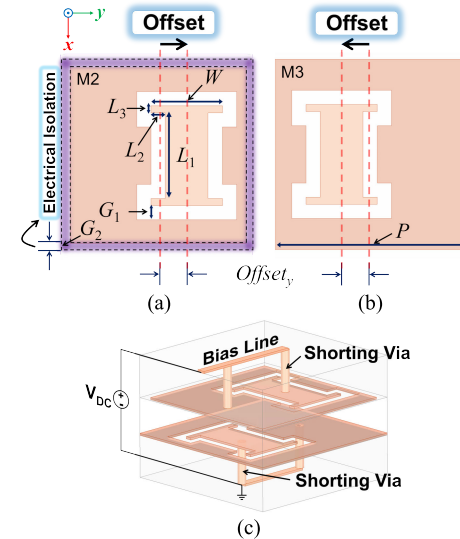 y
x
Offset
Offset
M2
M3
W
L3
L2
L1
G1
G2
Electrical Isolation
P
Offsety
(a)
(b)
Bias Line
Shorting Via
VDC
+
-
Shorting Via
(c)